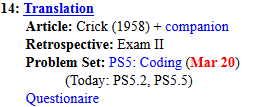 14: Translation
Article: Crick (1958) + companion
Retrospective: Exam II
Problem Set: PS5: Coding (Mar 20)
(Today: PS5.2, PS5.5)
Questionaire